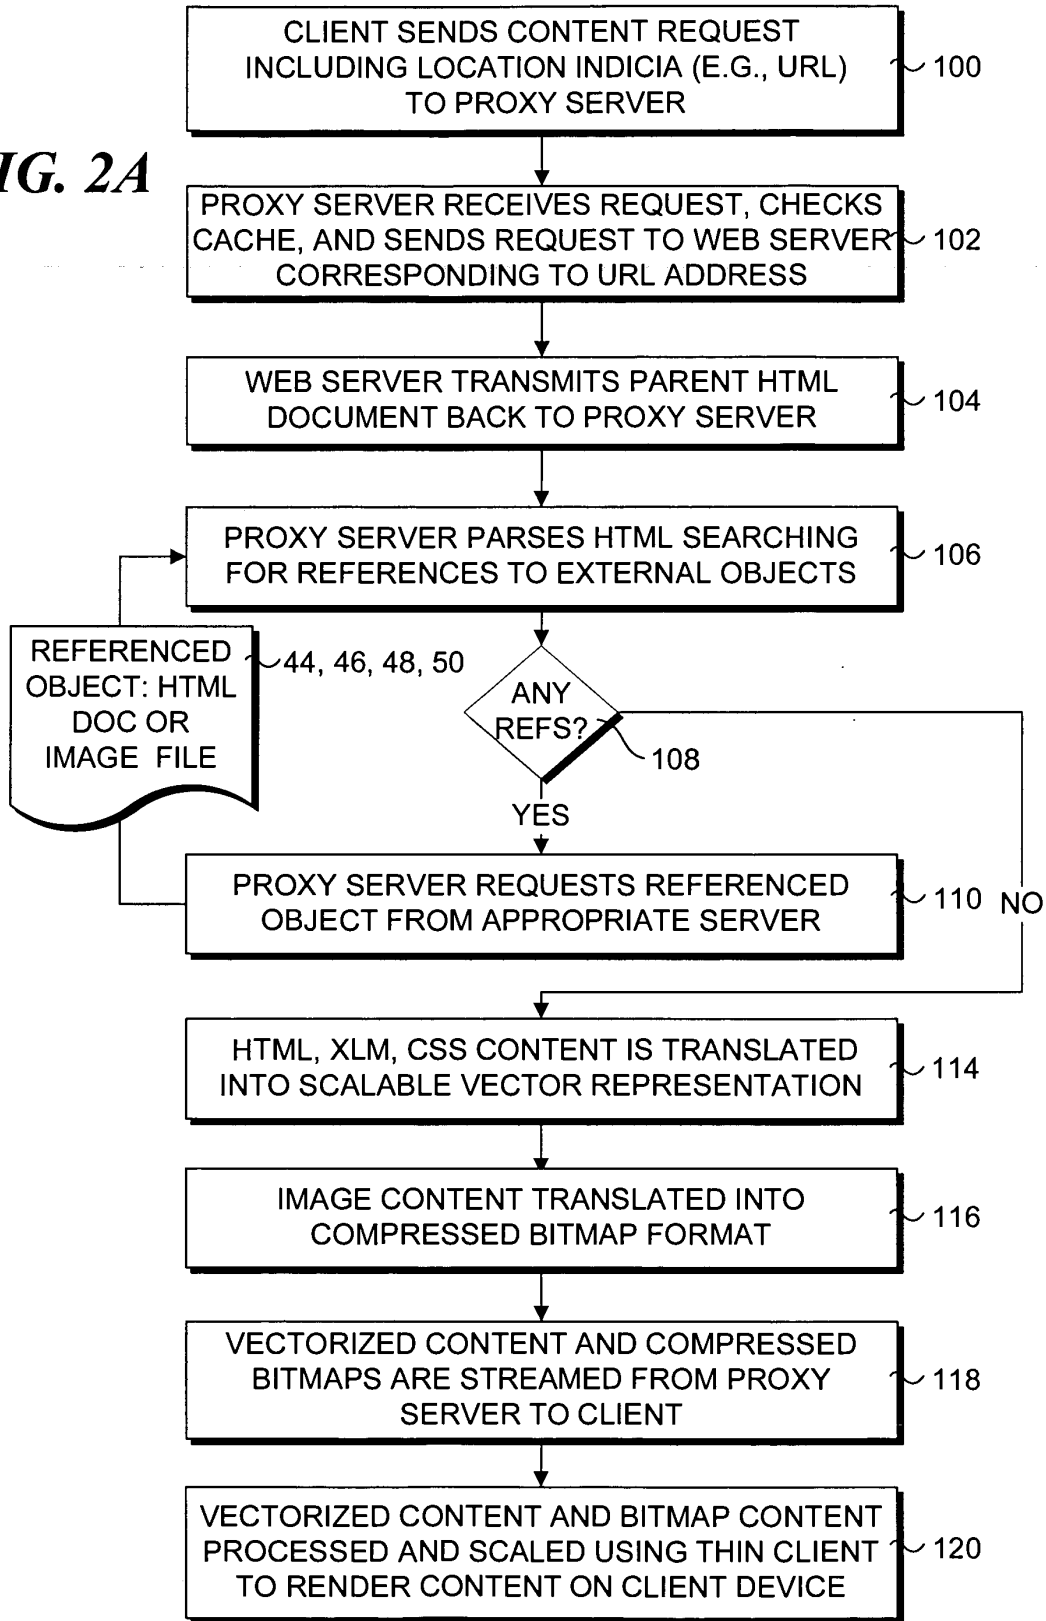 CLIENT SENDS CONTENT REQUEST
INCLUDING LOCATION INDICIA (E.G., URL)
TO PROXY SERVER
100
IG. 2A
PROXY SERVER RECEIVES REQUEST, CHECKS
CACHE, AND SENDS REQUEST TO WEB SERVER
CORRESPONDING TO URL ADDRESS
102
WEB SERVER TRANSMITS PARENT HTML
DOCUMENT BACK TO PROXY SERVER
104
PROXY SERVER PARSES HTML SEARCHING
FOR REFERENCES TO EXTERNAL OBJECTS
106
REFERENCED
OBJECT: HTML
DOC OR
IMAGE FILE
44, 46, 48, 50
ANY
REFS?
108
YES
PROXY SERVER REQUESTS REFERENCED
OBJECT FROM APPROPRIATE SERVER
110
NO
HTML, XLM, CSS CONTENT IS TRANSLATED
INTO SCALABLE VECTOR REPRESENTATION
114
IMAGE CONTENT TRANSLATED INTO
COMPRESSED BITMAP FORMAT
116
VECTORIZED CONTENT AND COMPRESSED
BITMAPS ARE STREAMED FROM PROXY
SERVER TO CLIENT
118
VECTORIZED CONTENT AND BITMAP CONTENT
PROCESSED AND SCALED USING THIN CLIENT
TO RENDER CONTENT ON CLIENT DEVICE
120